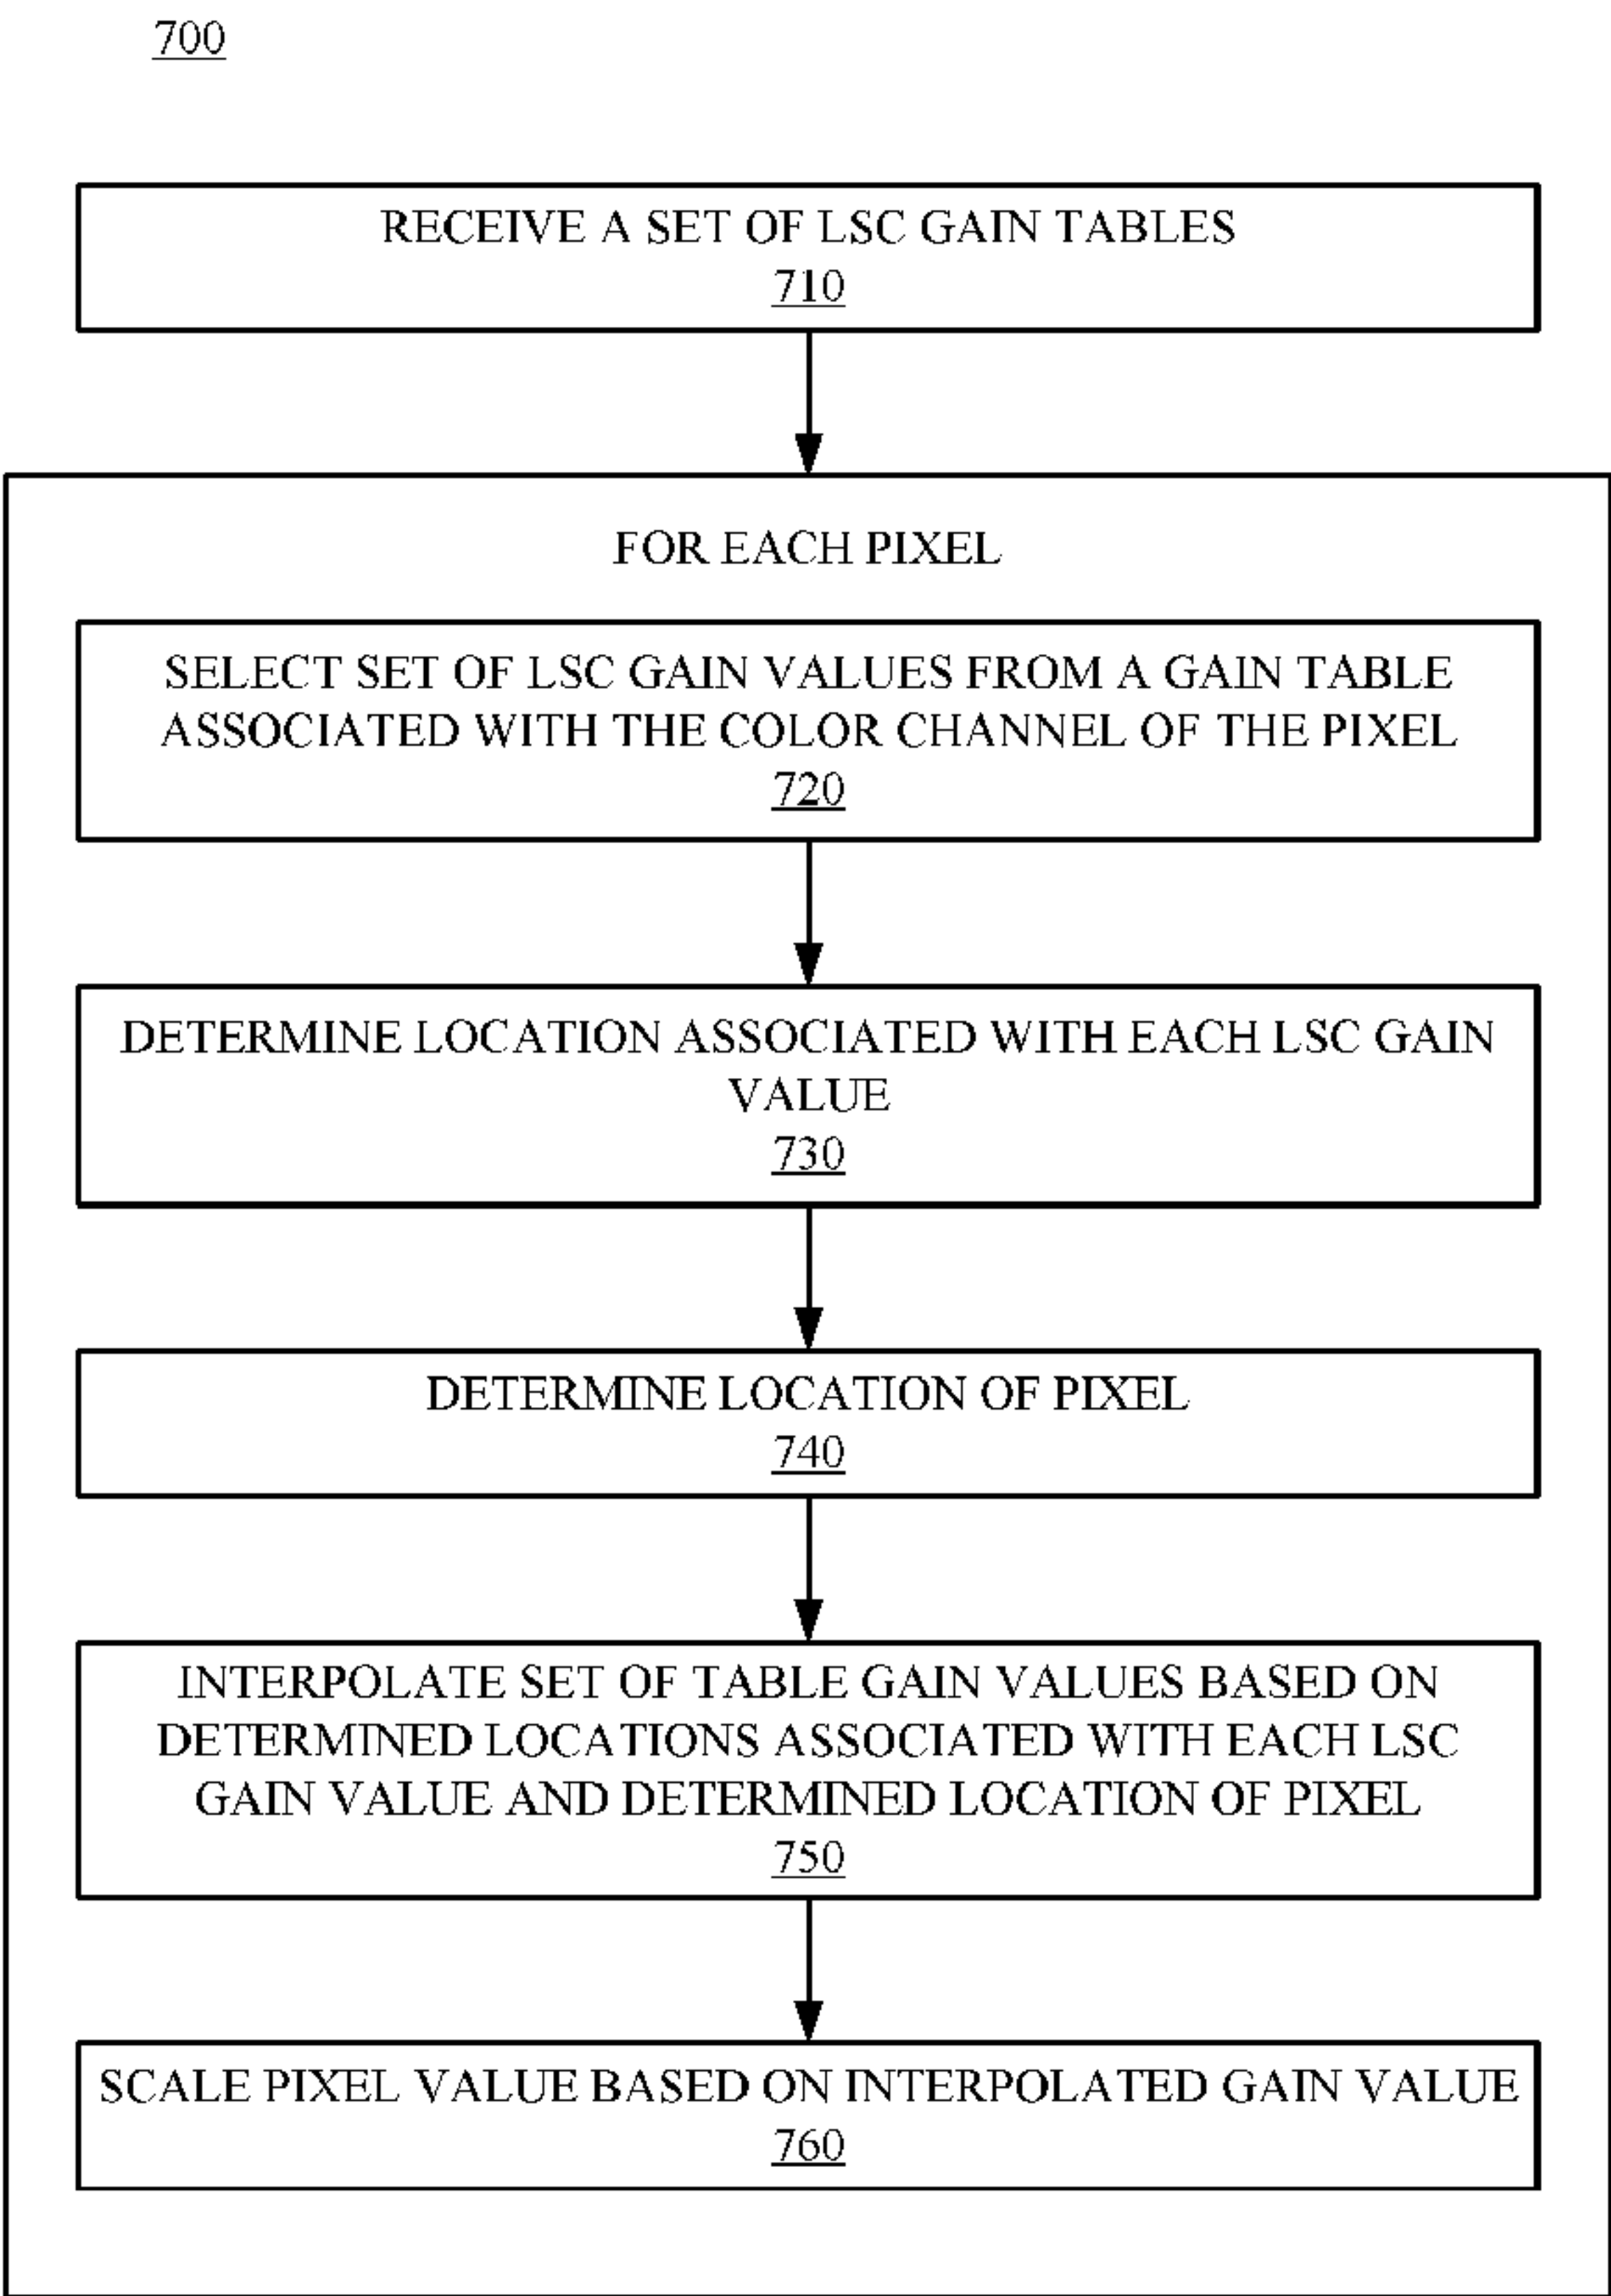 700
RECEIVE A SET OF LSC GAIN TABLES
710
FOR EACH PIXEL
SELECT SET OF LSC GAIN VALUES FROM A GAIN TABLE
ASSOCIATED WITH THE COLOR CHANNEL OF THE PIXEL
720
DETERMINE LOCATION ASSOCIATED WITH EACH LSC GAIN
VALUE
730
DETERMINE LOCATION OF PIXEL
740
INTERPOLATE SET OF TABLE GAIN VALUES BASED ON
DETERMINED LOCATIONS ASSOCIATED WITH EACH LSC
GAIN VALUE AND DETERMINED LOCATION OF PIXEL
750
SCALE PIXEL VALUE BASED ON INTERPOLATED GAIN VALUE
760